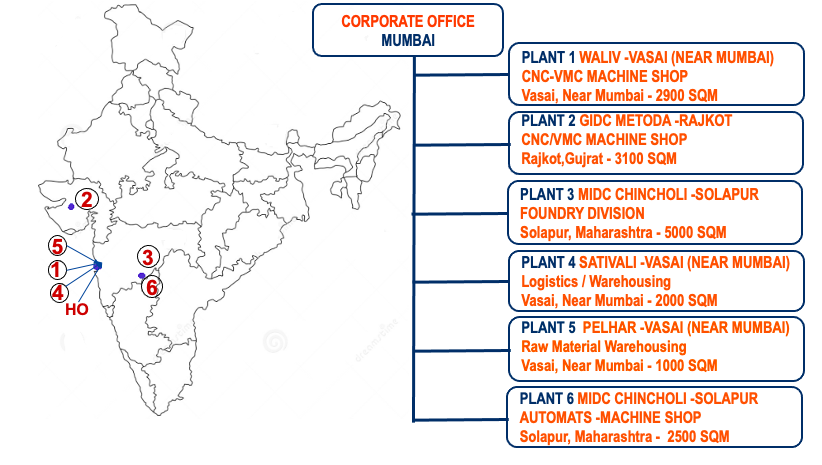 CORPORATE OFFICE
MUMBAI
PLANT 1 WALIV -VASAI (NEAR MUMBAI)
CNC-VMC MACHINE SHOP
Vasai, Near Mumbai - 2900 SQM
PLANT 2 GIDC METODA -RAJKOT
CNC/VMC MACHINE SHOP
Rajkot,Gujrat - 3100 SQM
PLANT 3 MIDC CHINCHOLI -SOLAPUR
FOUNDRY DIVISION
Solapur, Maharashtra - 5000 SQM
PLANT 4 SATIVALI -VASAI (NEAR MUMBAI)
Logistics / Warehousing
Vasai, Near Mumbai - 2000 SQM
PLANT 5 PELHAR -VASAI (NEAR MUMBAI)
Raw Material Warehousing
Vasai, Near Mumbai - 1000 SQM
PLANT 6 MIDC CHINCHOLI -SOLAPUR
AUTOMATS -MACHINE SHOP
Solapur, Maharashtra - 2500 SQM
2
5
3
1
6
4
HO